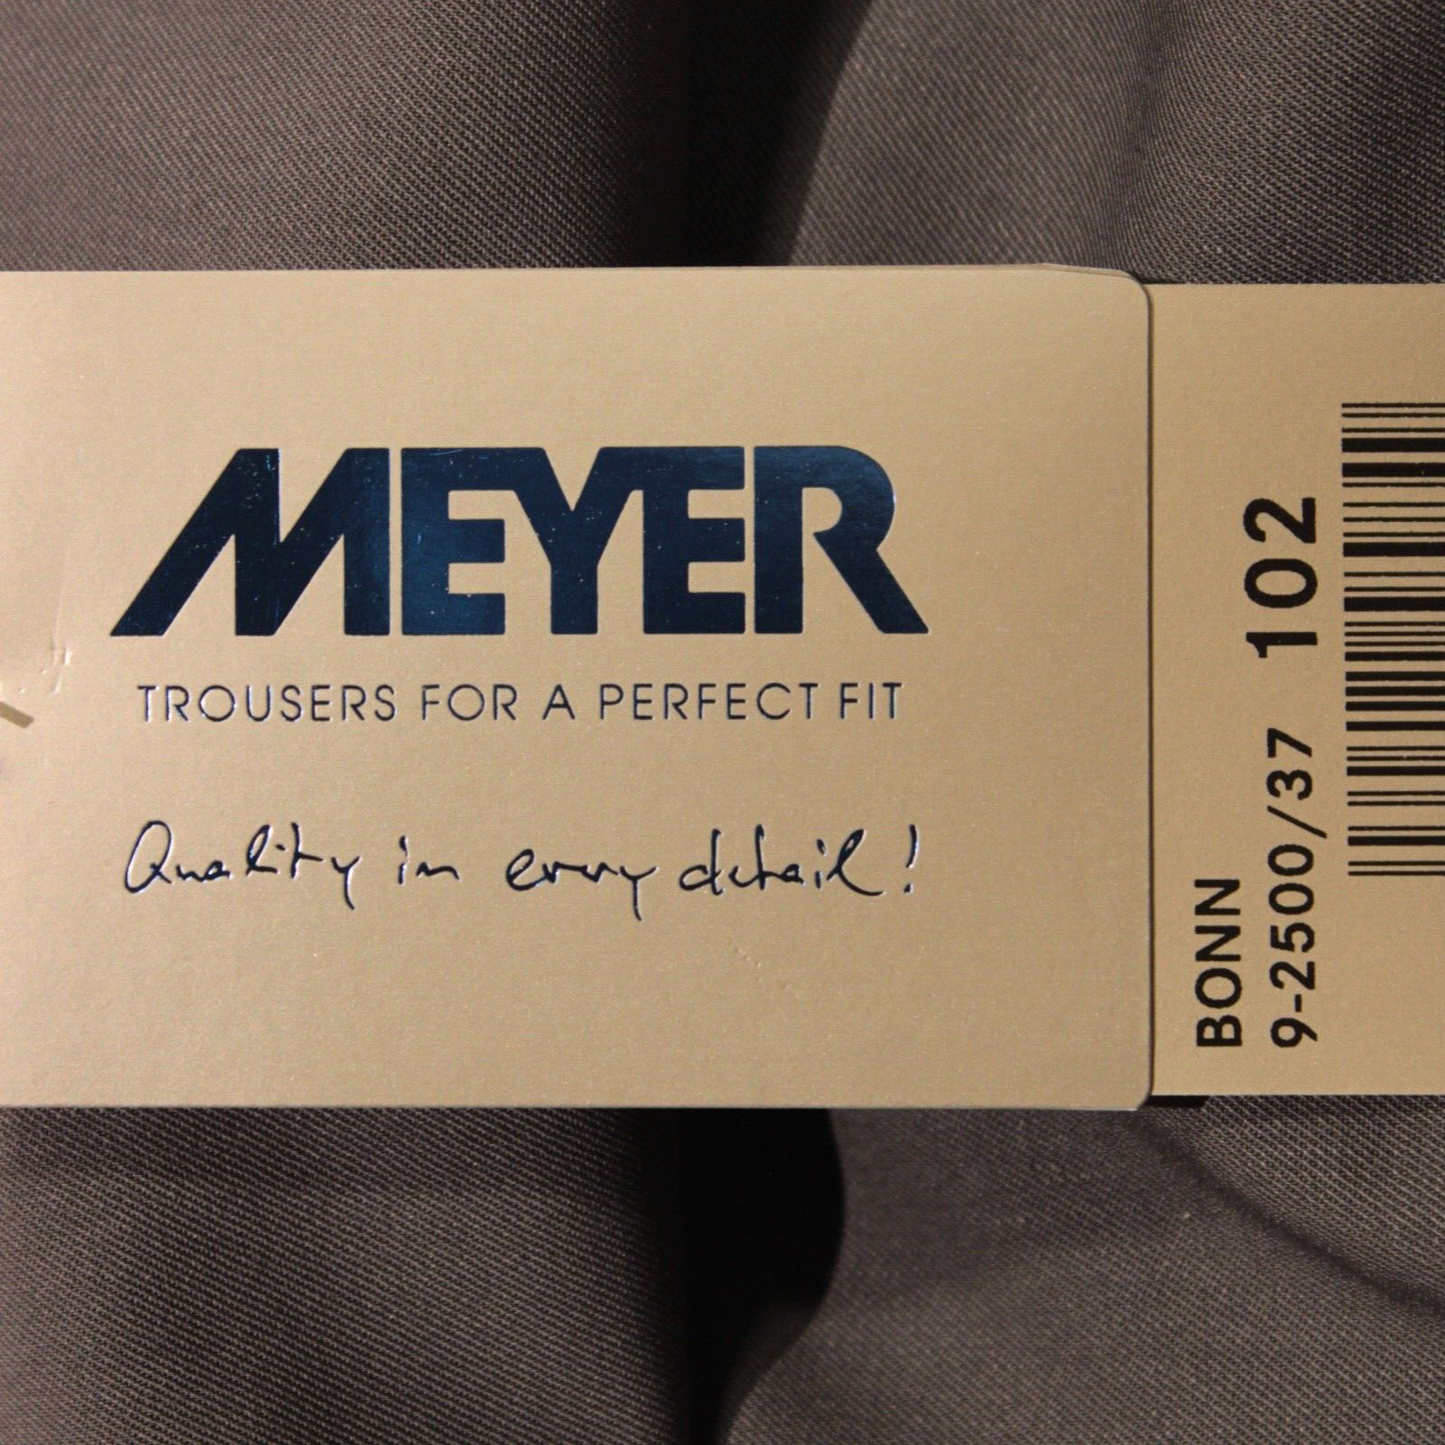 MEYER
TROUSERS FOR A PERFECT FIT
Quality in every detail!
BONN
9-2500/37 102